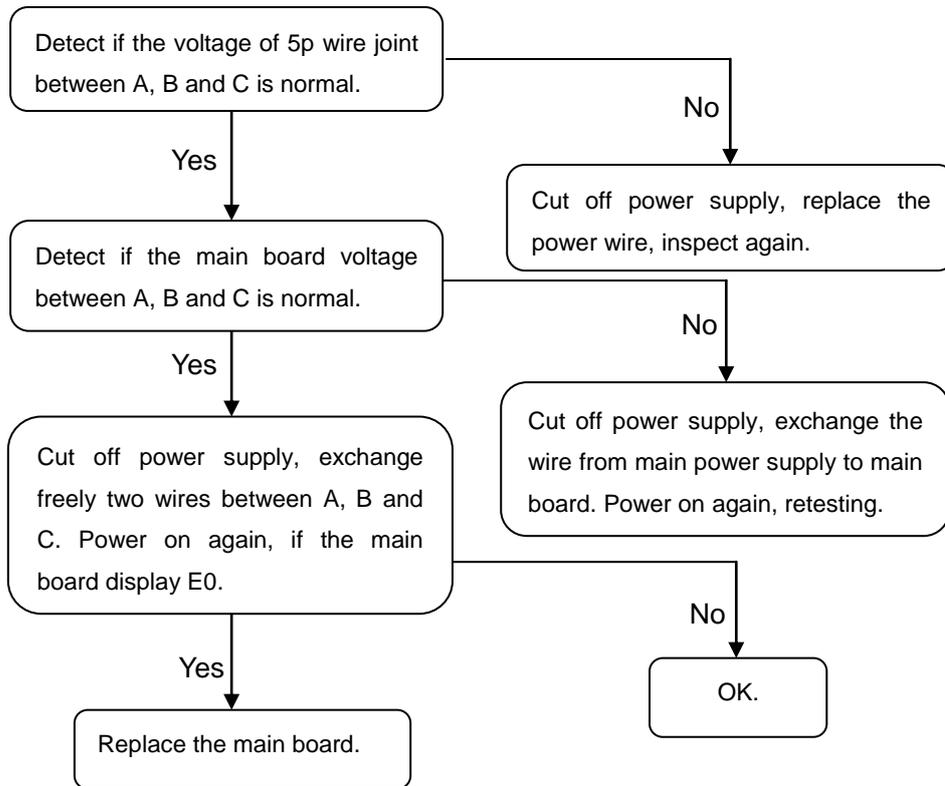 Detect if the voltage of 5p wire joint
between A, B and C is normal.
No
Yes
Cut off power supply, replace the
power wire, inspect again.
Detect if the main board voltage
between A, B and C is normal.
No
Yes
Cut off power supply, exchange the
wire from main power supply to main
board. Power on again, retesting.
Cut off power supply, exchange
freely two wires between A, B and
C. Power on again, if the main
board display E0.
No
Yes
OK.
Replace the main board.